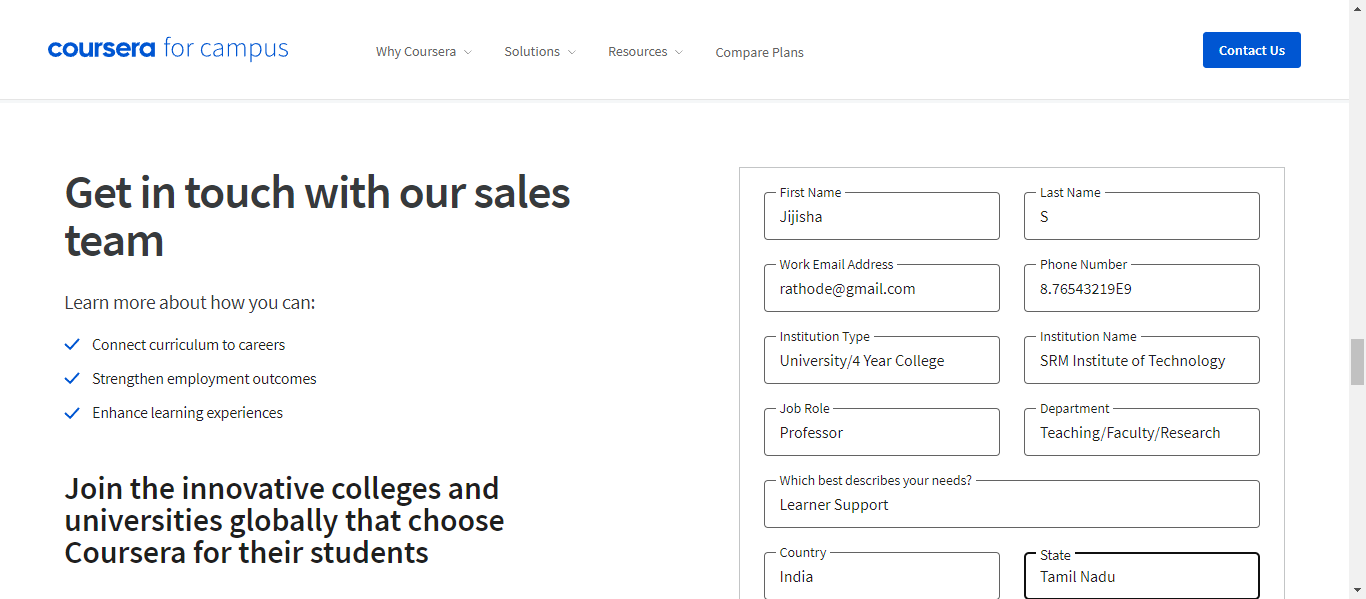 coursera for campus
Why Coursera
Solutions
Resources
Compare Plans
Contact Us
Get in touch with our sales
team
Learn more about how you can:
Connect curriculum to careers
Strengthen employment outcomes
Enhance learning experiences
Join the innovative colleges and
universities globally that choose
Coursera for their students
First Name
Jijisha
Last Name
S
Work Email Address
rathode@gmail.com
Phone Number
8.76543219E9
Institution Type
University/4 Year College
Institution Name
SRM Institute of Technology
Job Role
Professor
Department
Teaching/Faculty/Research
Which best describes your needs?
Learner Support
Country
India
State
Tamil Nadu